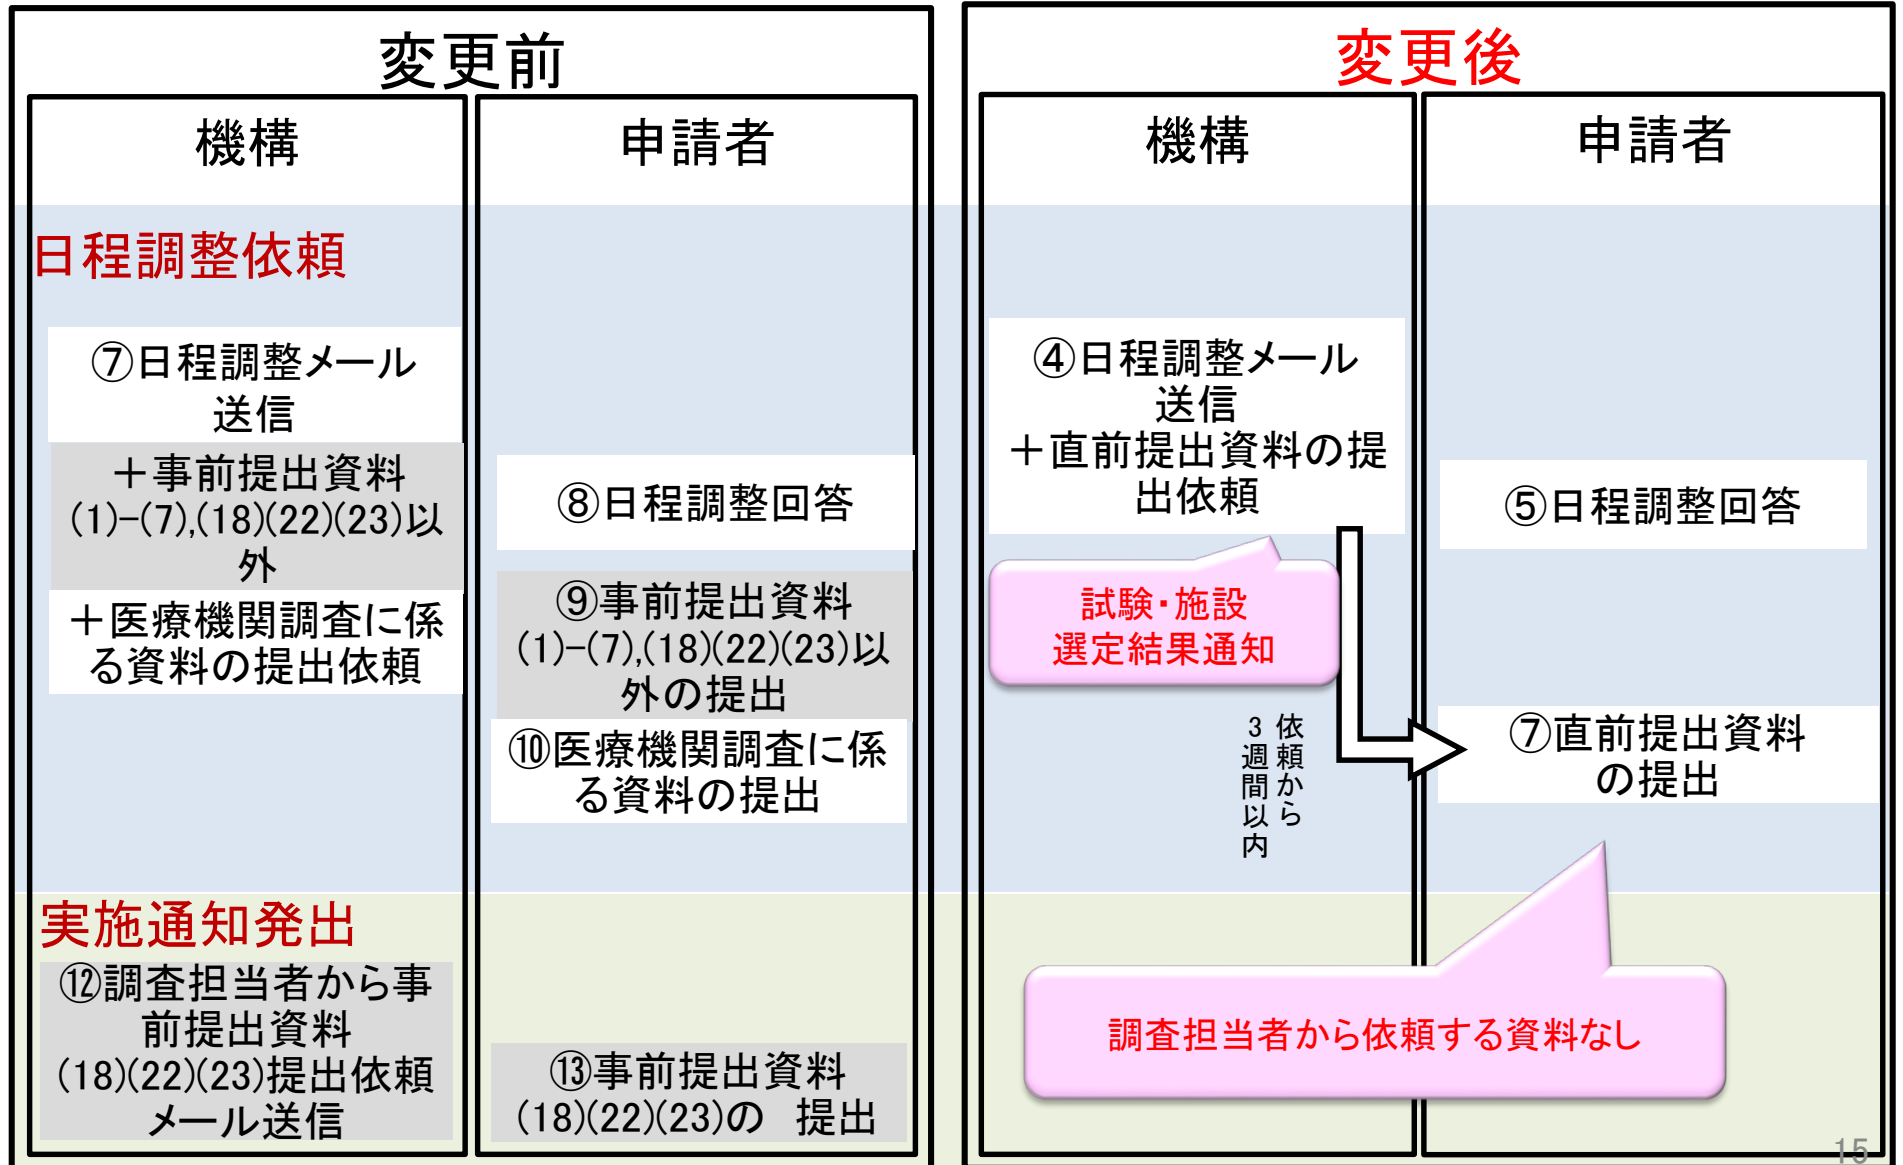 変更前
機構
申請者
日程調整依頼
⑦日程調整メール
送信
＋事前提出資料
(1)−(7),(18)(22)(23)以
外
＋医療機関調査に係
る資料の提出依頼
⑧日程調整回答
⑨事前提出資料
(1)−(7),(18)(22)(23)以
外の提出
⑩医療機関調査に係
る資料の提出
実施通知発出
⑫調査担当者から事
前提出資料
(18)(22)(23)提出依頼
メール送信
⑬事前提出資料
(18)(22)(23)の　提出
変更後
機構
申請者
④日程調整メール
送信
＋直前提出資料の提
出依頼
試験・施設
選定結果通知
⑤日程調整回答
依頼から
3週間以内
⑦直前提出資料
の提出
調査担当者から依頼する資料なし
15